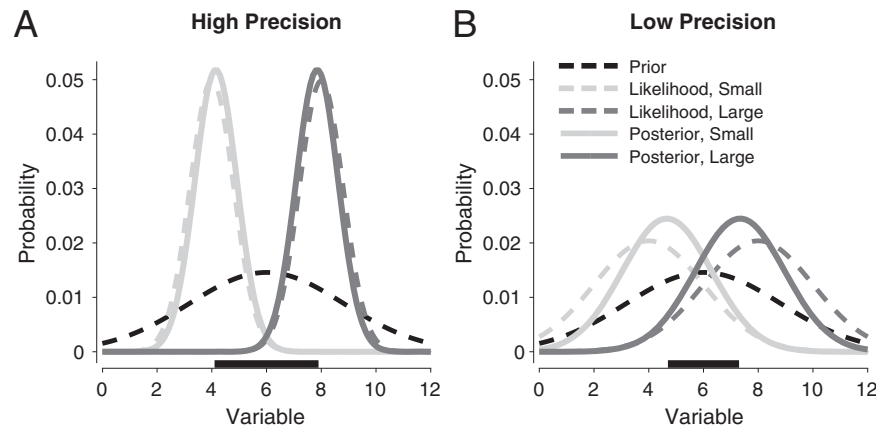 A
High Precision
Probability
0.05
0.04
0.03
0.02
0.01
0
0 2 4 6 8 10 12
Variable
B
Low Precision
Prior
Likelihood, Small
Likelihood, Large
Posterior, Small
Posterior, Large
Probability
0.05
0.04
0.03
0.02
0.01
0
0 2 4 6 8 10 12
Variable